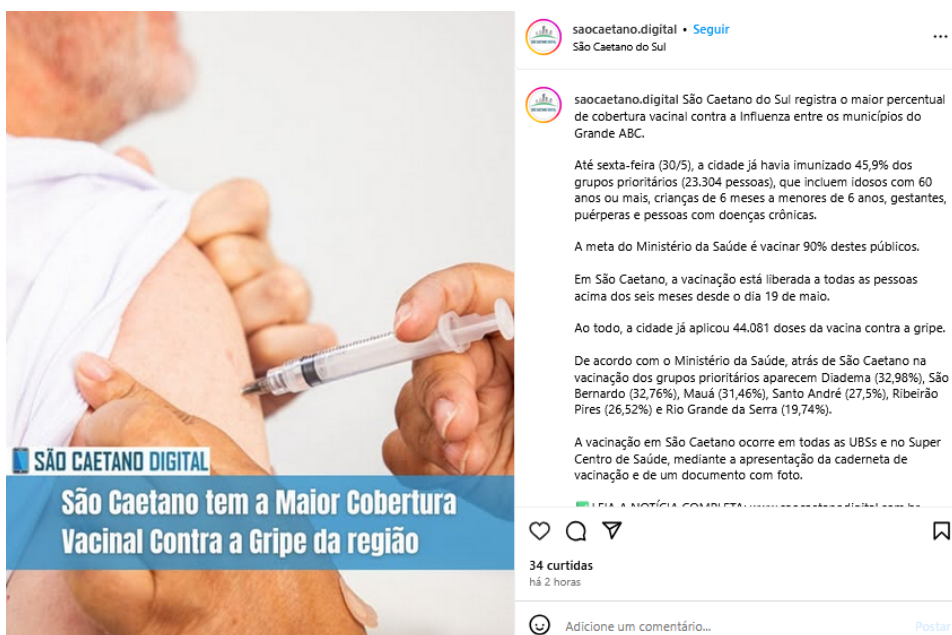 SÃO CAETANO DIGITAL
São Caetano tem a Maior Cobertura
Vacinal Contra a Gripe da região
saocaetano.digital • Seguir
São Caetano do Sul
saocaetano.digital São Caetano do Sul registra o maior percentual
de cobertura vacinal contra a Influenza entre os municípios do
Grande ABC.
Até sexta-feira (30/5), a cidade já havia imunizado 45,9% dos
grupos prioritários (23.304 pessoas), que incluem idosos com 60
anos ou mais, crianças de 6 meses a menores de 6 anos, gestantes,
puérperas e pessoas com doenças crônicas.
A meta do Ministério da Saúde é vacinar 90% destes públicos.
Em São Caetano, a vacinação está liberada a todas as pessoas
acima dos seis meses desde o dia 19 de maio.
Ao todo, a cidade já aplicou 44.081 doses da vacina contra a gripe.
De acordo com o Ministério da Saúde, atrás de São Caetano na
vacinação dos grupos prioritários aparecem Diadema (32,98%), São
Bernardo (32,76%), Mauá (31,46%), Santo André (27,5%), Ribeirão
Pires (26,52%) e Rio Grande da Serra (19,74%).
A vacinação em São Caetano ocorre em todas as UBSs e no Super
Centro de Saúde, mediante a apresentação da caderneta de
vacinação e de um documento com foto.
LEIA A NOTÍCIA COMPLETA: www.saocaetanodigital.com.br
34 curtidas
há 2 horas
Adicione um comentário...
Postar